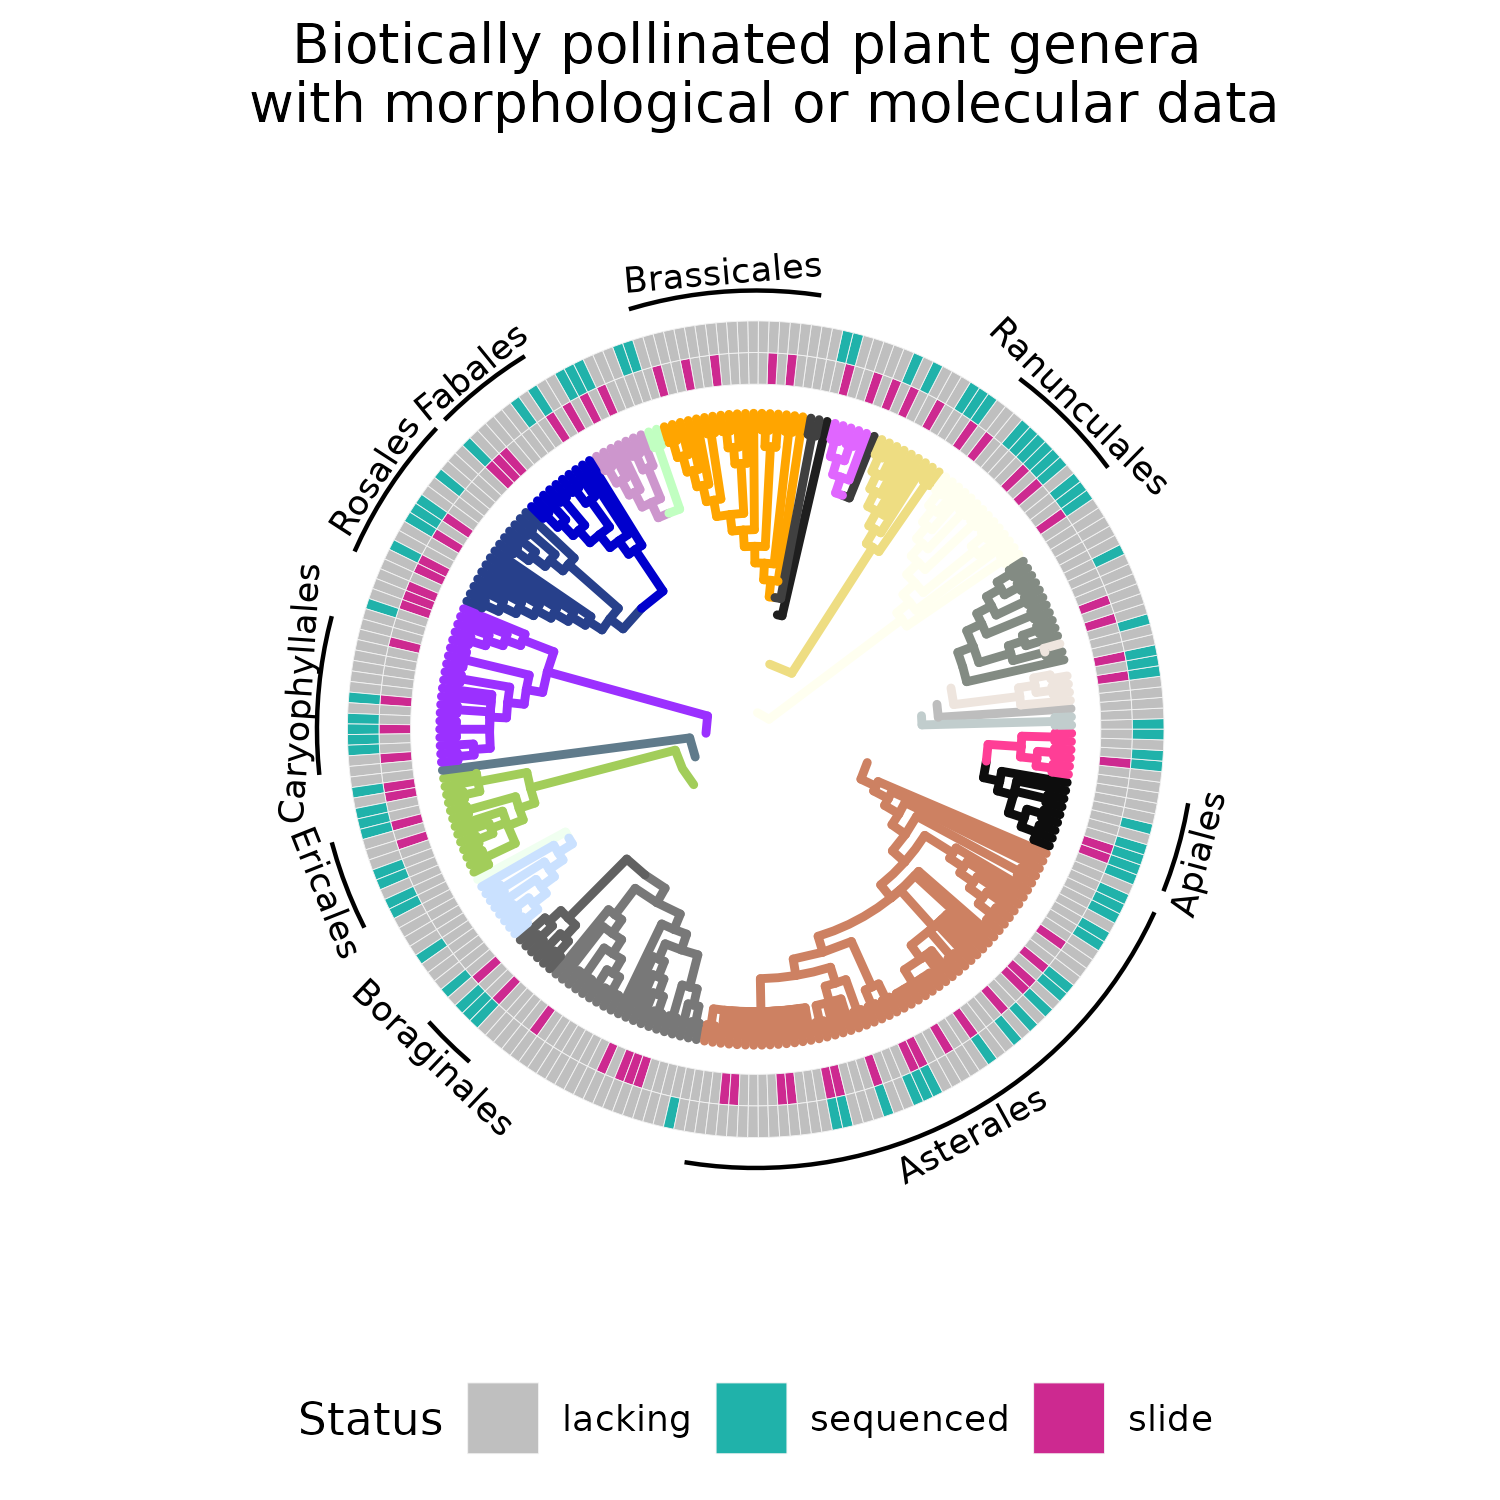 Biotically pollinated plant genera
with morphological or molecular data
Brassicales
Ranunculales
Fabales
Rosales
Caryophyllales
Ericales
Apiales
Boraginales
Asterales
Status
lacking
sequenced
slide